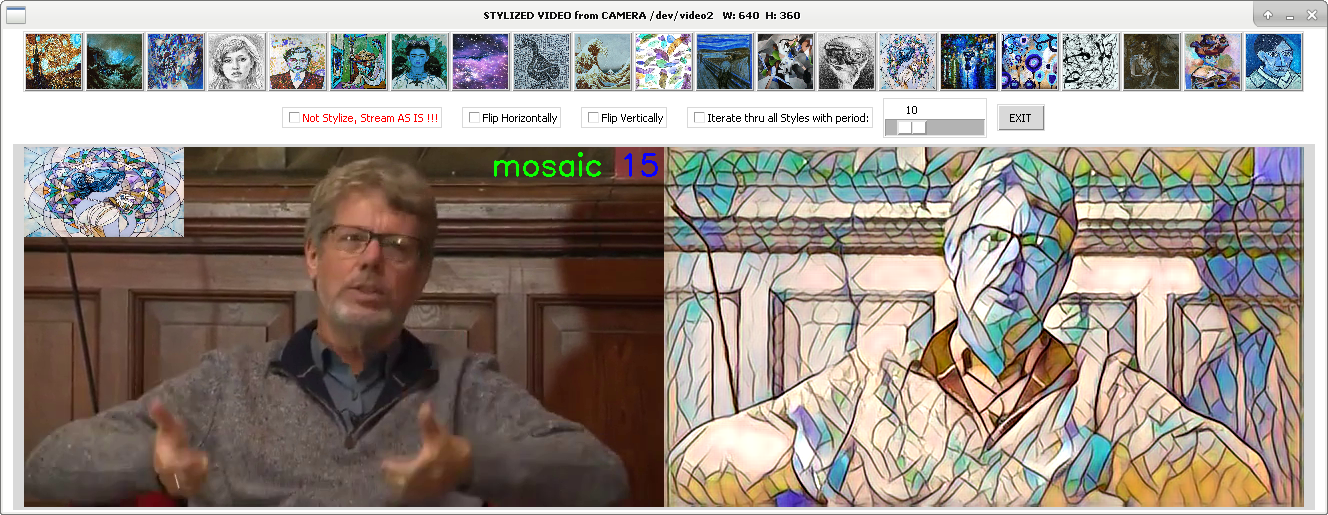 STYLIZED VIDEO from CAMERA /dev/video2 W: 640 H: 360
Not Stylize, Stream AS IS !!!
Flip Horizontally
Flip Vertically
Iterate thru all Styles with period:
10
EXIT
mosaic 15